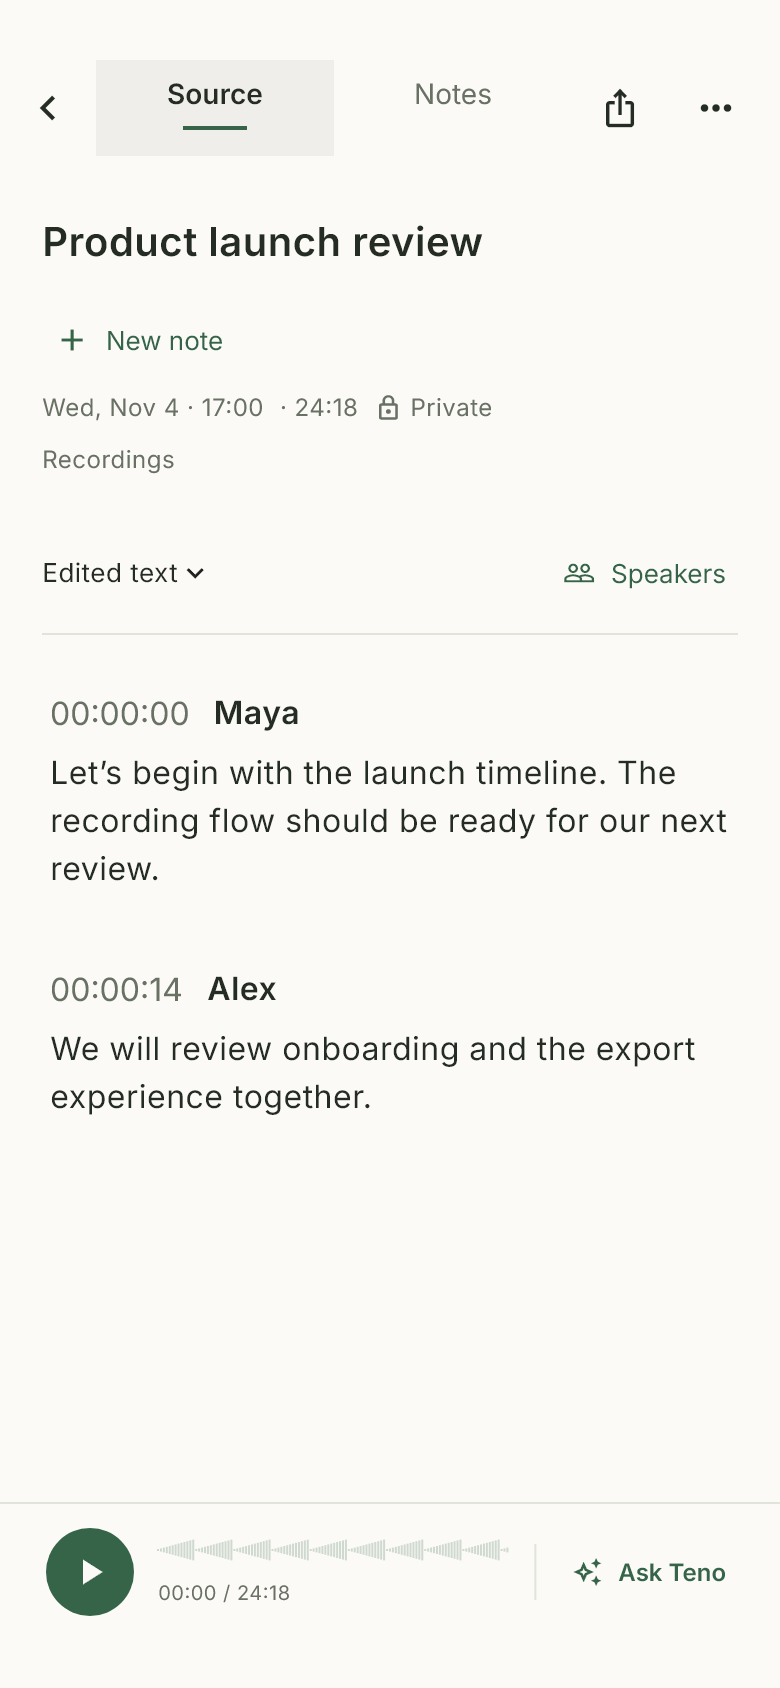 Source
Notes
Product launch review
New note
Wed, Nov 4 · 17:00 · 24:18 Private
Recordings
Edited text
Speakers
00:00:00 Maya
Let’s begin with the launch timeline. The
recording flow should be ready for our next
review.
00:00:14 Alex
We will review onboarding and the export
experience together.
00:00 / 24:18
Ask Teno